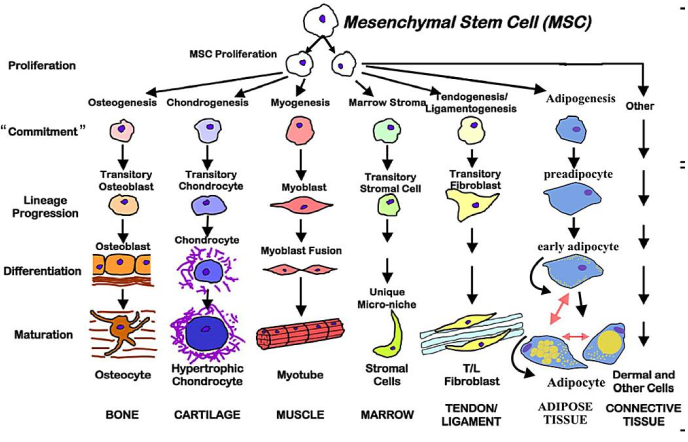 Mesenchymal Stem Cell (MSC)
MSC Proliferation
Proliferation
Osteogenesis Chondrogenesis Myogenesis Marrow Stroma Tendogenesis/ Ligamentogenesis Adipogenesis Other
"Commitment"
Transitory Osteoblast Transitory Chondrocyte Myoblast Transitory Stromal Cell Transitory Fibroblast preadipocyte
Lineage Progression
Osteoblast Chondrocyte Myoblast Fusion early adipocyte
Differentiation
Unique Micro-niche
Maturation
Osteocyte Hypertrophic Chondrocyte Myotube Stromal Cells T/L Fibroblast Adipocyte Dermal and Other Cells
BONE CARTILAGE MUSCLE MARROW TENDON/ LIGAMENT ADIPOSE TISSUE CONNECTIVE TISSUE